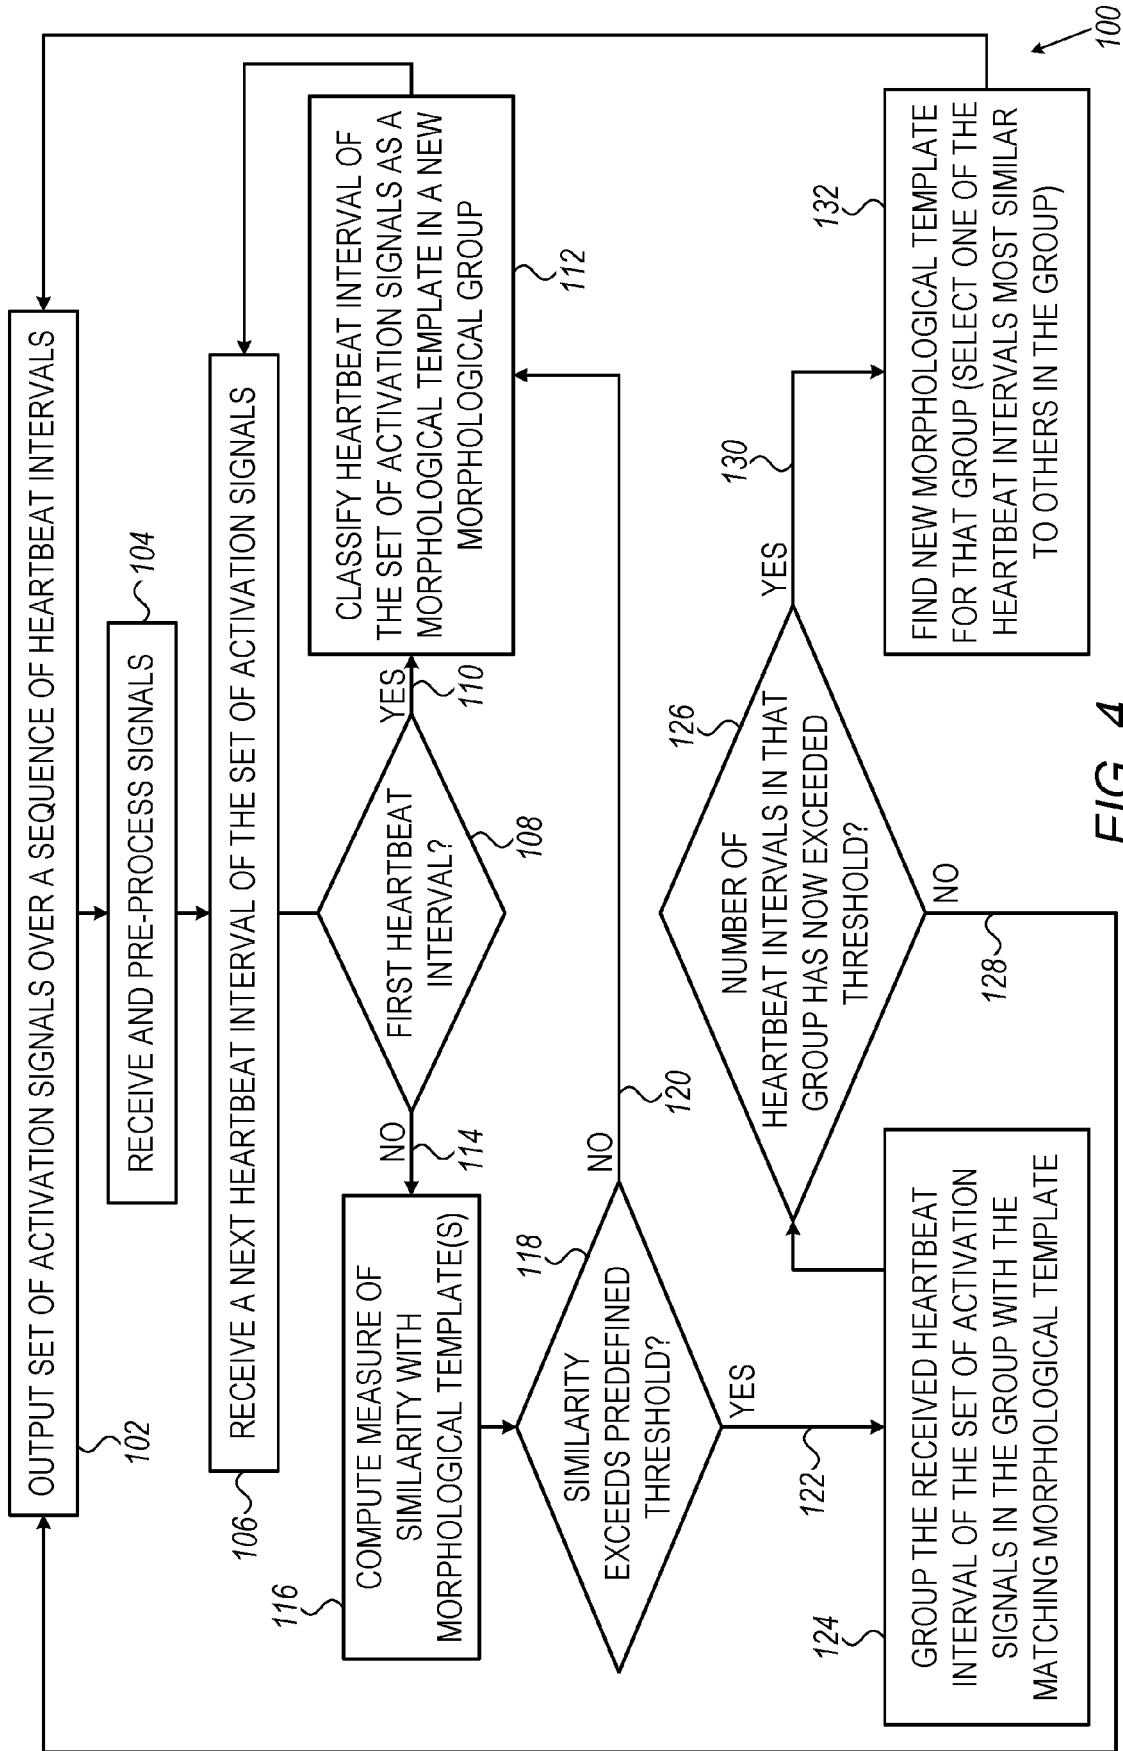 OUTPUT SET OF ACTIVATION SIGNALS OVER A SEQUENCE OF HEARTBEAT INTERVALS
102
RECEIVE AND PRE-PROCESS SIGNALS
104
RECEIVE A NEXT HEARTBEAT INTERVAL OF THE SET OF ACTIVATION SIGNALS
106
FIRST HEARTBEAT
INTERVAL?
108
YES
110
CLASSIFY HEARTBEAT INTERVAL OF
THE SET OF ACTIVATION SIGNALS AS A
MORPHOLOGICAL TEMPLATE IN A NEW
MORPHOLOGICAL GROUP
112
NO
114
COMPUTE MEASURE OF
SIMILARITY WITH
MORPHOLOGICAL TEMPLATE(S)
116
SIMILARITY
EXCEEDS PREDEFINED
THRESHOLD?
118
NO
120
YES
122
GROUP THE RECEIVED HEARTBEAT
INTERVAL OF THE SET OF ACTIVATION
SIGNALS IN THE GROUP WITH THE
MATCHING MORPHOLOGICAL TEMPLATE
124
NUMBER OF
HEARTBEAT INTERVALS IN THAT
GROUP HAS NOW EXCEEDED
THRESHOLD?
126
NO
128
YES
130
FIND NEW MORPHOLOGICAL TEMPLATE
FOR THAT GROUP (SELECT ONE OF THE
HEARTBEAT INTERVALS MOST SIMILAR
TO OTHERS IN THE GROUP)
132
100
FIG. 4